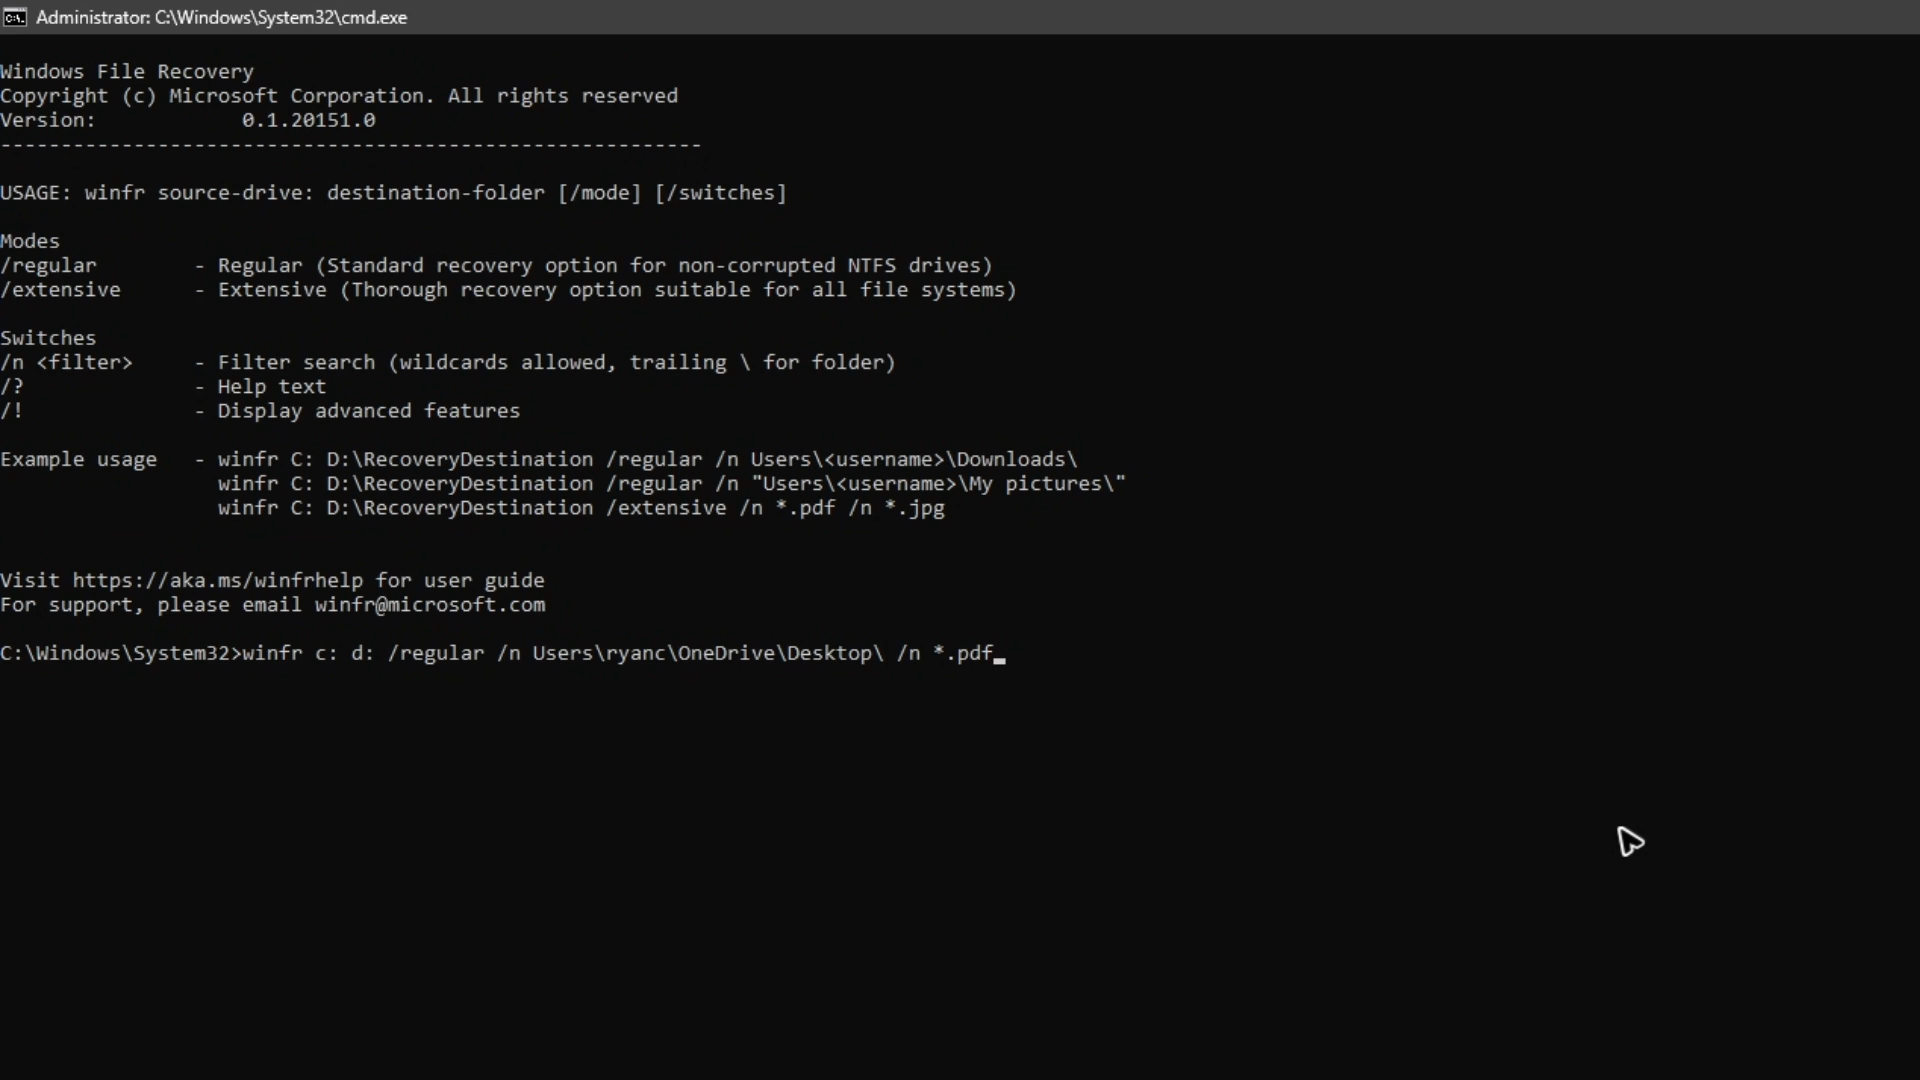 Administrator: C:\Windows\System32\cmd.exe
Windows File Recovery
Copyright (c) Microsoft Corporation. All rights reserved
Version:            0.1.20151.0
----------------------------------------------------------
USAGE: winfr source-drive: destination-folder [/mode] [/switches]
Modes
/regular        - Regular (Standard recovery option for non-corrupted NTFS drives)
/extensive      - Extensive (Thorough recovery option suitable for all file systems)
Switches
/n <filter>     - Filter search (wildcards allowed, trailing \ for folder)
/?              - Help text
/!              - Display advanced features
Example usage   - winfr C: D:\RecoveryDestination /regular /n Users\<username>\Downloads\
                  winfr C: D:\RecoveryDestination /regular /n "Users\<username>\My pictures\"
                  winfr C: D:\RecoveryDestination /extensive /n *.pdf /n *.jpg
Visit https://aka.ms/winfrhelp for user guide
For support, please email winfr@microsoft.com
C:\Windows\System32>winfr c: d: /regular /n Users\ryanc\OneDrive\Desktop\ /n *.pdf